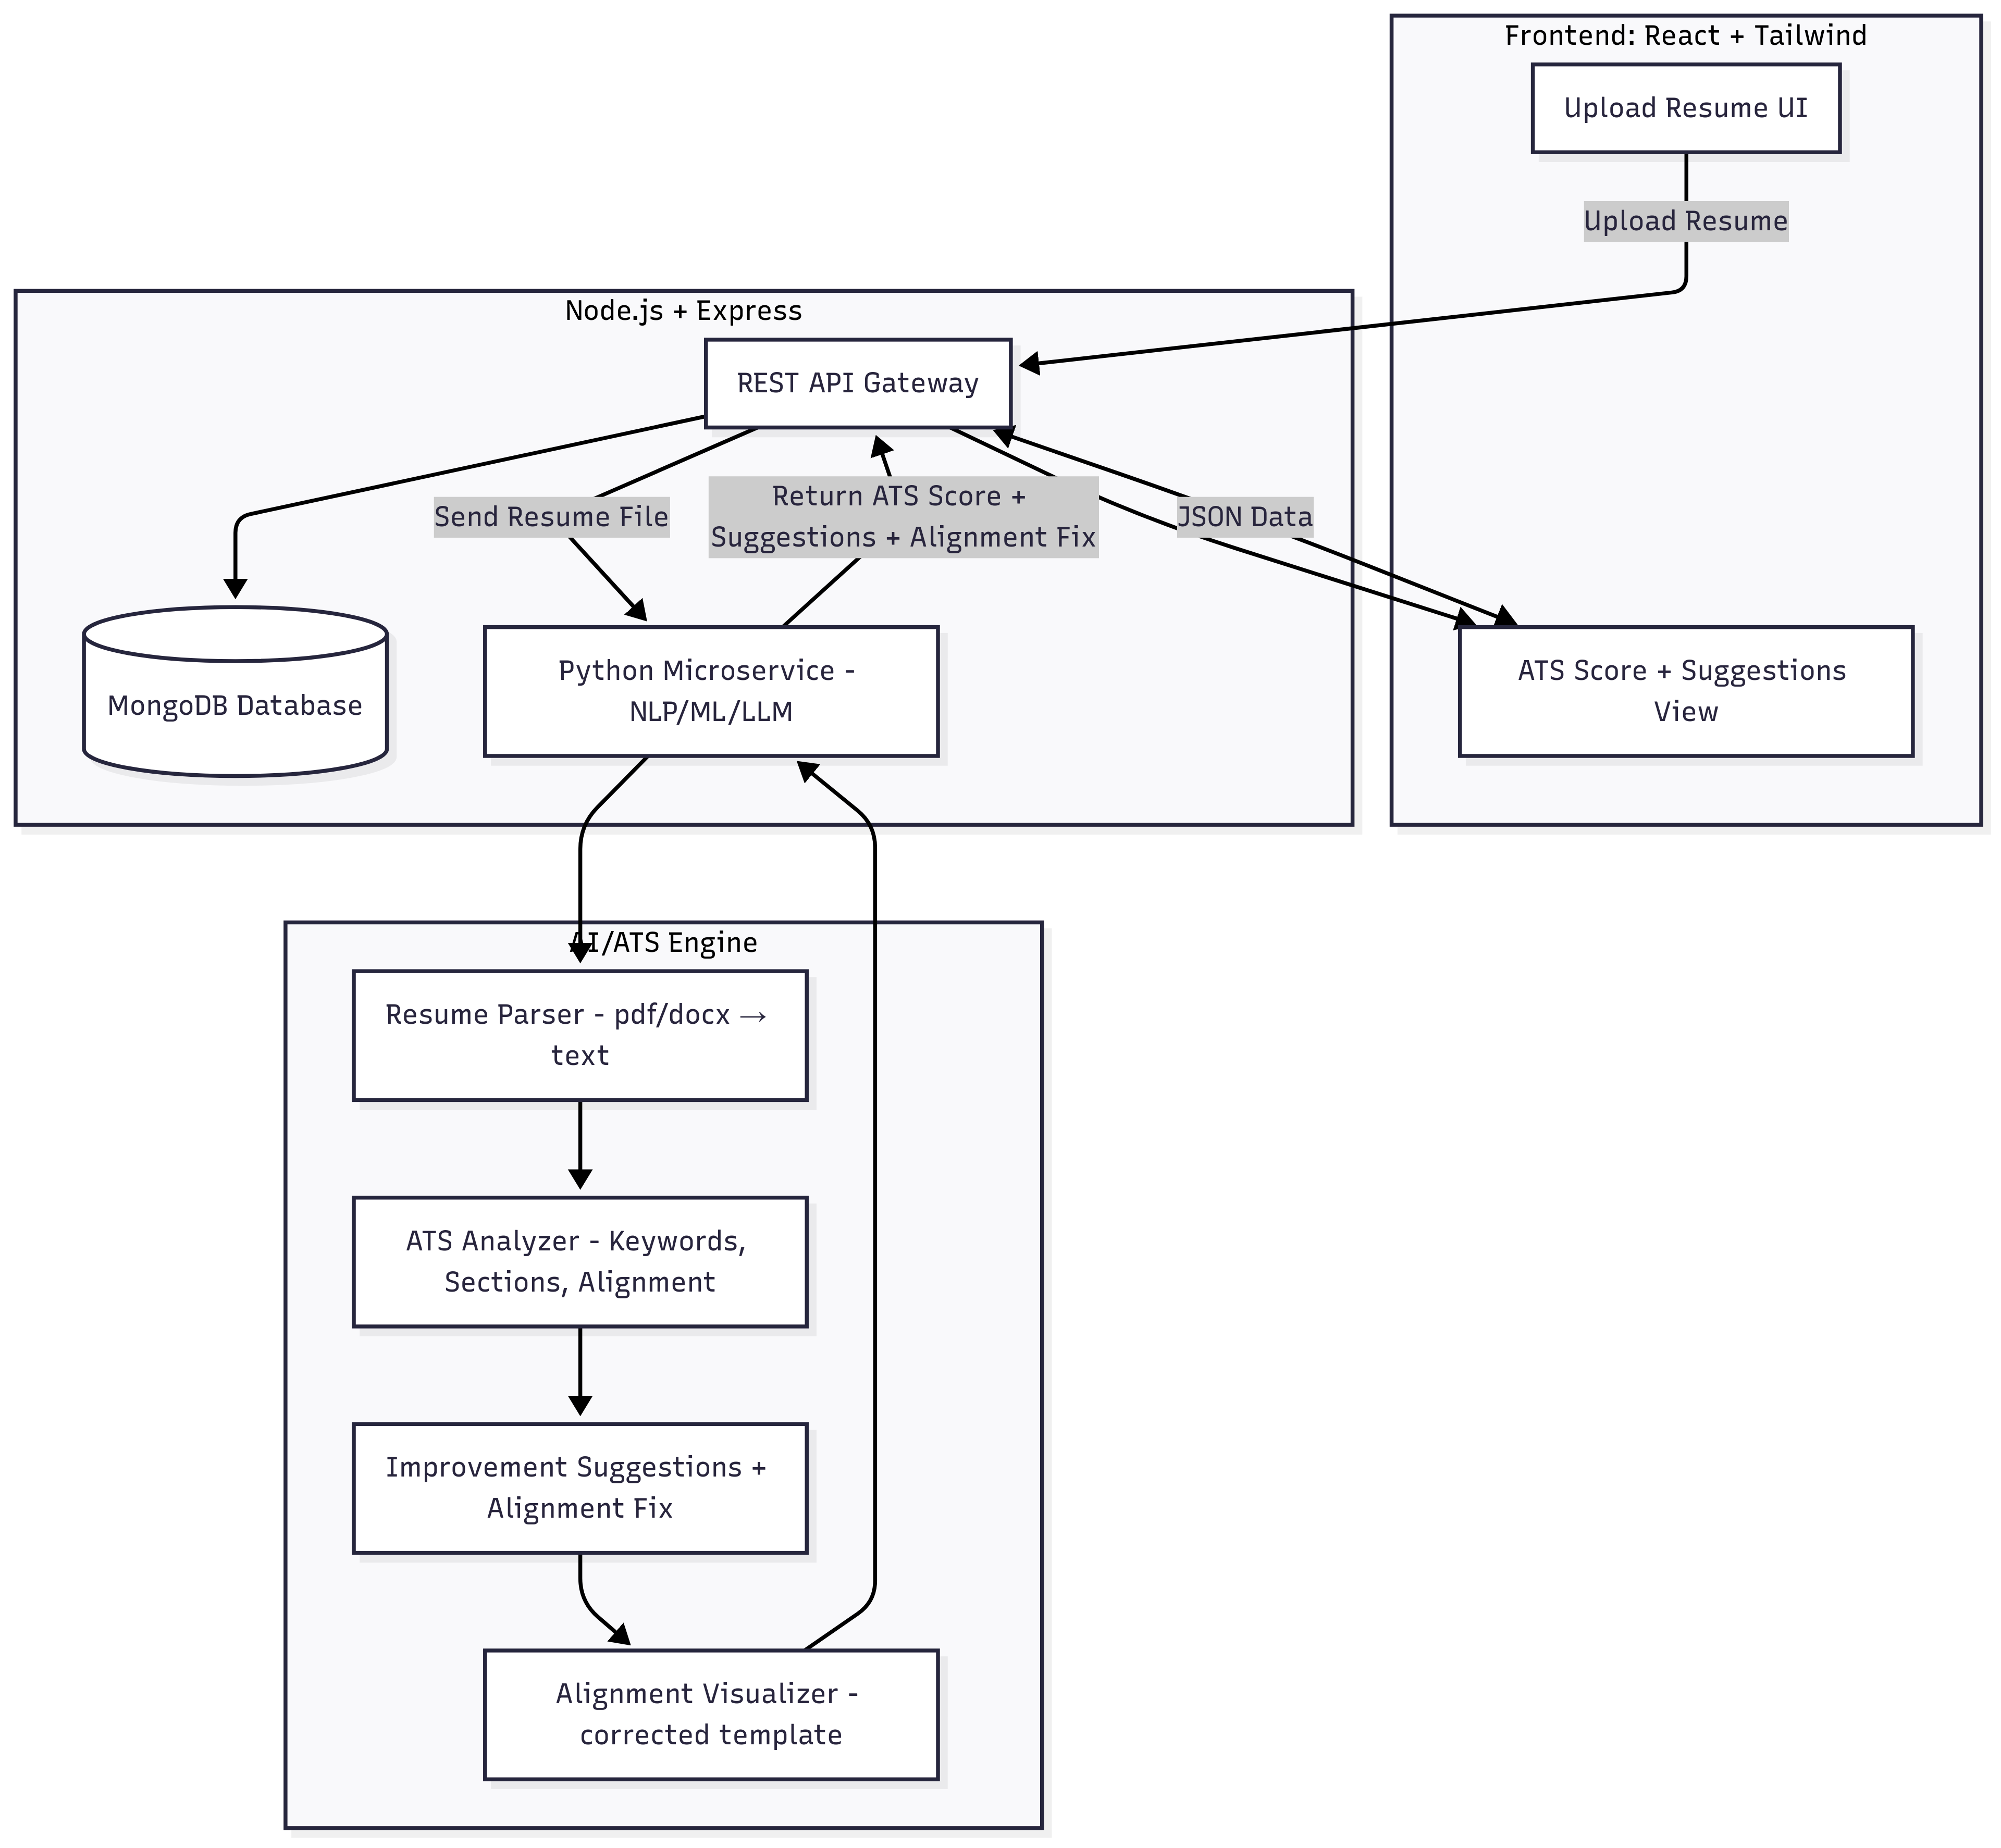 Frontend: React + Tailwind
Upload Resume UI
Upload Resume
Node.js + Express
REST API Gateway
Send Resume File
Return ATS Score +
Suggestions + Alignment Fix
JSON Data
MongoDB Database
Python Microservice -
NLP/ML/LLM
ATS Score + Suggestions
View
AI/ATS Engine
Resume Parser - pdf/docx →
text
ATS Analyzer - Keywords,
Sections, Alignment
Improvement Suggestions +
Alignment Fix
Alignment Visualizer -
corrected template